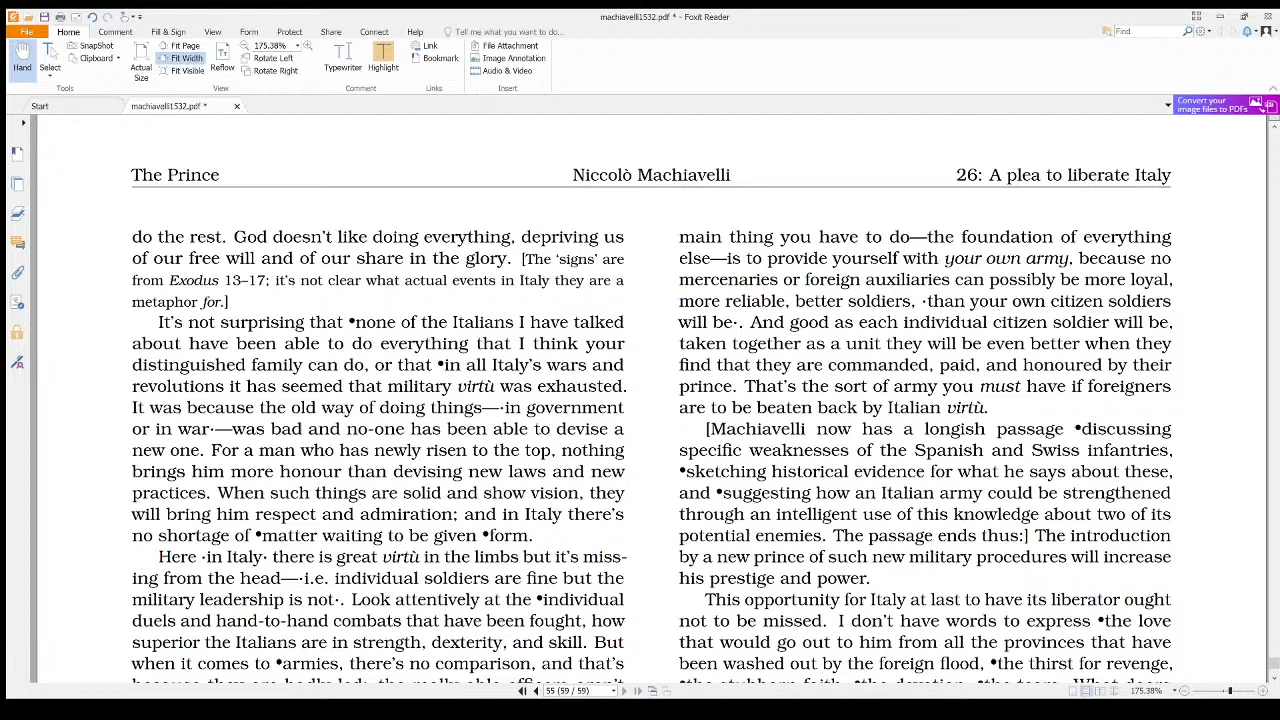 machiavelli1532.pdf * - Foxit Reader
File Home Comment Fill & Sign View Form Protect Share Connect Help Tell me what you want to do... Find
Hand
Select
SnapShot
Clipboard
Tools
Actual Size
Fit Page
Fit Width
Fit Visible
Reflow
175.38%
Rotate Left
Rotate Right
View
Typewriter
Highlight
Comment
Link
Bookmark
Links
File Attachment
Image Annotation
Audio & Video
Insert
Start
machiavelli1532.pdf *
Convert your
image files to PDFs
The Prince Niccolò Machiavelli 26: A plea to liberate Italy
do the rest. God doesn't like doing everything, depriving us
of our free will and of our share in the glory. [The 'signs' are
from Exodus 13–17; it's not clear what actual events in Italy they are a
metaphor for.]
It's not surprising that •none of the Italians I have talked
about have been able to do everything that I think your
distinguished family can do, or that •in all Italy's wars and
revolutions it has seemed that military virtù was exhausted.
It was because the old way of doing things—·in government
or in war·—was bad and no-one has been able to devise a
new one. For a man who has newly risen to the top, nothing
brings him more honour than devising new laws and new
practices. When such things are solid and show vision, they
will bring him respect and admiration; and in Italy there's
no shortage of •matter waiting to be given •form.
Here ·in Italy· there is great virtù in the limbs but it's miss-
ing from the head—·i.e. individual soldiers are fine but the
military leadership is not·. Look attentively at the •individual
duels and hand-to-hand combats that have been fought, how
superior the Italians are in strength, dexterity, and skill. But
when it comes to •armies, there's no comparison, and that's
main thing you have to do—the foundation of everything
else—is to provide yourself with your own army, because no
mercenaries or foreign auxiliaries can possibly be more loyal,
more reliable, better soldiers, ·than your own citizen soldiers
will be·. And good as each individual citizen soldier will be,
taken together as a unit they will be even better when they
find that they are commanded, paid, and honoured by their
prince. That's the sort of army you must have if foreigners
are to be beaten back by Italian virtù.
[Machiavelli now has a longish passage •discussing
specific weaknesses of the Spanish and Swiss infantries,
•sketching historical evidence for what he says about these,
and •suggesting how an Italian army could be strengthened
through an intelligent use of this knowledge about two of its
potential enemies. The passage ends thus:] The introduction
by a new prince of such new military procedures will increase
his prestige and power.
This opportunity for Italy at last to have its liberator ought
not to be missed. I don't have words to express •the love
that would go out to him from all the provinces that have
been washed out by the foreign flood, •the thirst for revenge,
55 (59 / 59)
175.38%